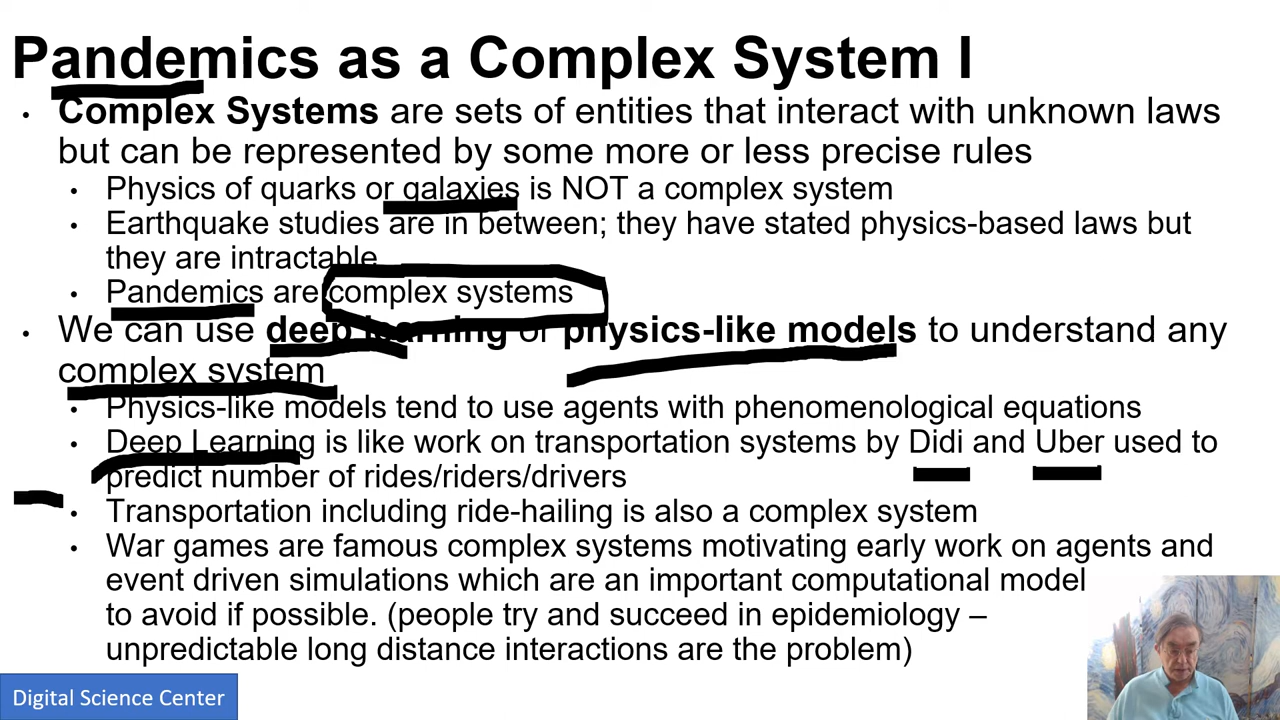 Pandemics as a Complex System I
• Complex Systems are sets of entities that interact with unknown laws
but can be represented by some more or less precise rules
• Physics of quarks or galaxies is NOT a complex system
• Earthquake studies are in between; they have stated physics-based laws but
they are intractable
• Pandemics are complex systems
• We can use deep learning or physics-like models to understand any
complex system
• Physics-like models tend to use agents with phenomenological equations
• Deep Learning is like work on transportation systems by Didi and Uber used to
predict number of rides/riders/drivers
• Transportation including ride-hailing is also a complex system
• War games are famous complex systems motivating early work on agents and
event driven simulations which are an important computational model
to avoid if possible. (people try and succeed in epidemiology –
unpredictable long distance interactions are the problem)
Digital Science Center